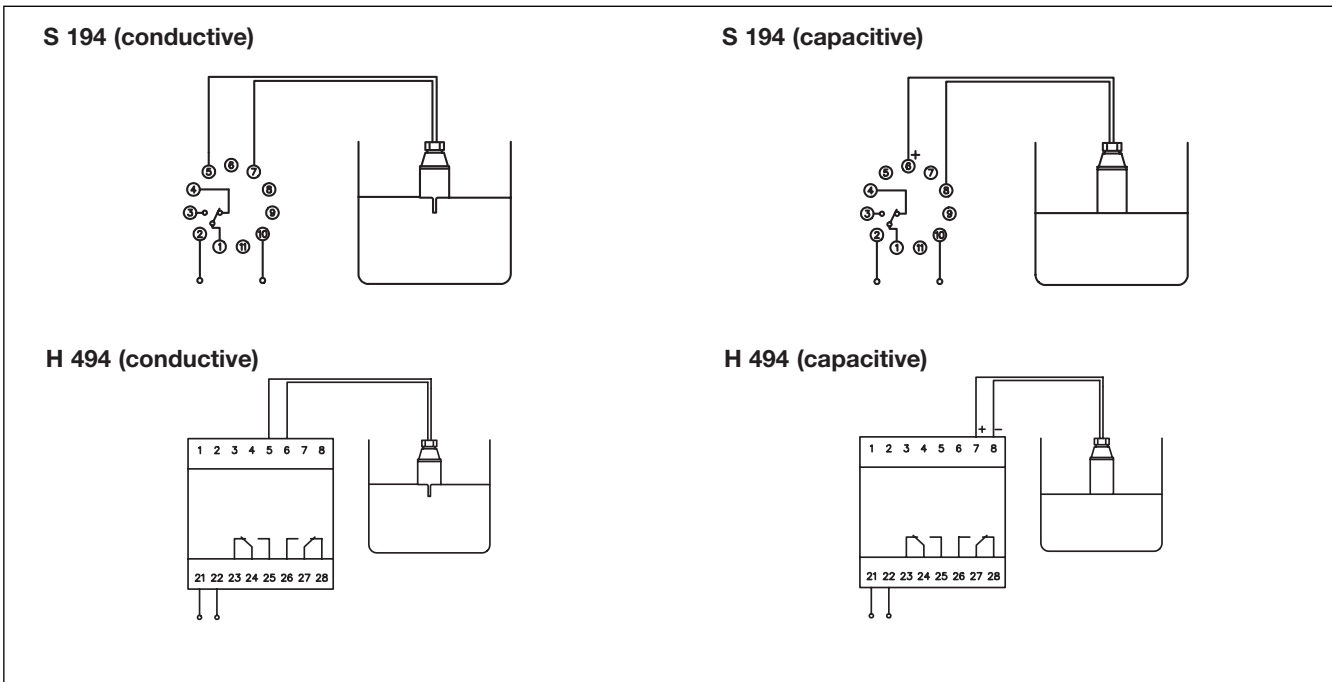 S 194 (conductive)
S 194 (capacitive)
5 6 7
4 8
3 9
2 10
1 11
6 +
5 7
4 8
3 9
2 10
1 11
H 494 (conductive)
H 494 (capacitive)
1 2 3 4 5 6 7 8
21 22 23 24 25 26 27 28
+ −
1 2 3 4 5 6 7 8
21 22 23 24 25 26 27 28